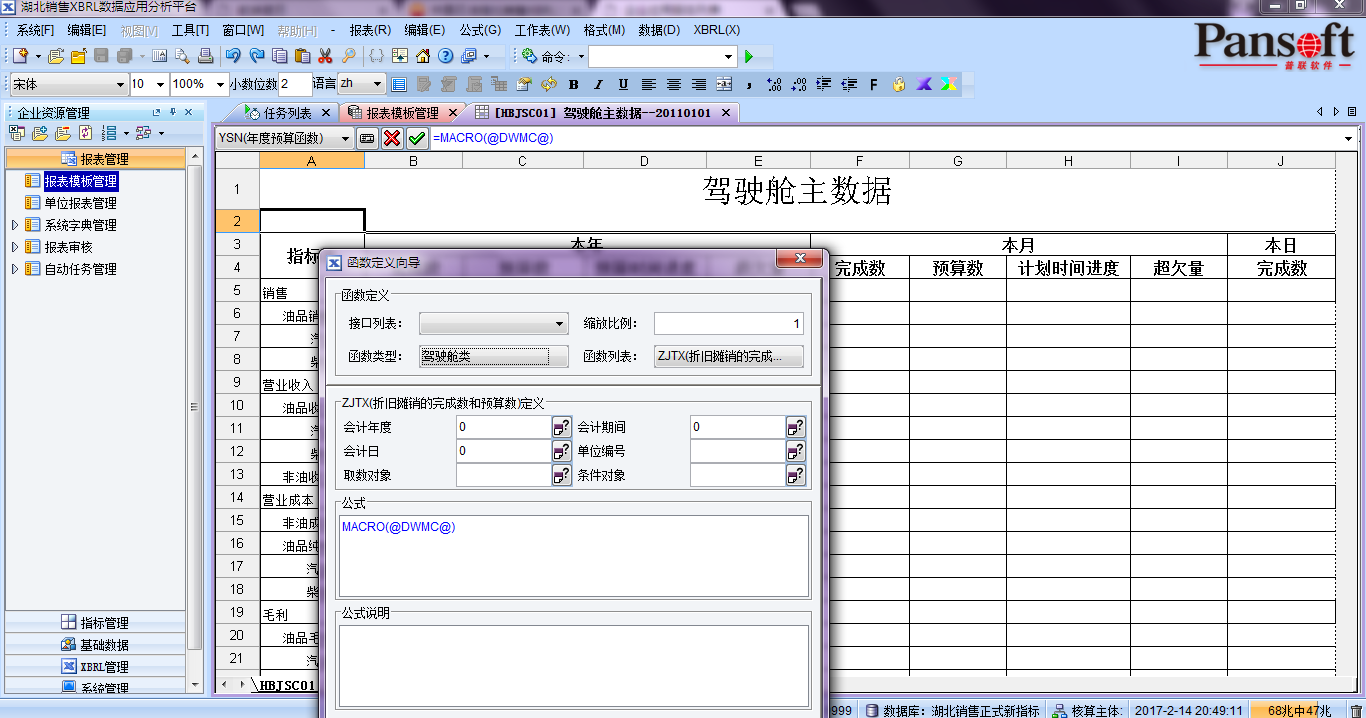 湖北销售XBRL数据应用分析平台
系统[F] 编辑[E] 视图[V] 工具[T] 窗口[W] 帮助[H] - 报表(R) 编辑(E) 公式(G) 工作表(W) 格式(M) 数据(D) XBRL(X)
Pansoft
普联软件
命令:
宋体 10 100% 小数位数 2 语言 zh B I U F X
企业资源管理
任务列表 报表模板管理 [HBJSC01] 驾驶舱主数据--20110101
YSN(年度预算函数) =MACRO(@DWMC@)
报表管理
报表模板管理
单位报表管理
系统字典管理
报表审核
自动任务管理
指标管理
基础数据
XBRL管理
系统管理
A B C D E F G H I J
1 驾驶舱主数据
2
3 指标 本年 本月 本日
4 完成数 预算数 计划时间进度 超欠量 完成数
5 销售
6 油品销
7
8
9 营业收入
10 油品收
11
12
13 非油收
14 营业成本
15 非油成
16 油品纯
17
18
19 毛利
20 油品毛
21
HBJSC01
函数定义向导
函数定义
接口列表: 缩放比例: 1
函数类型: 驾驶舱类 函数列表: ZJTX(折旧摊销的完成...
ZJTX(折旧摊销的完成数和预算数)定义
会计年度 0 会计期间 0
会计日 0 单位编号
取数对象 条件对象
公式
MACRO(@DWMC@)
公式说明
999 数据库: 湖北销售正式新指标 核算主体: 2017-2-14 20:49:11 68兆中47兆